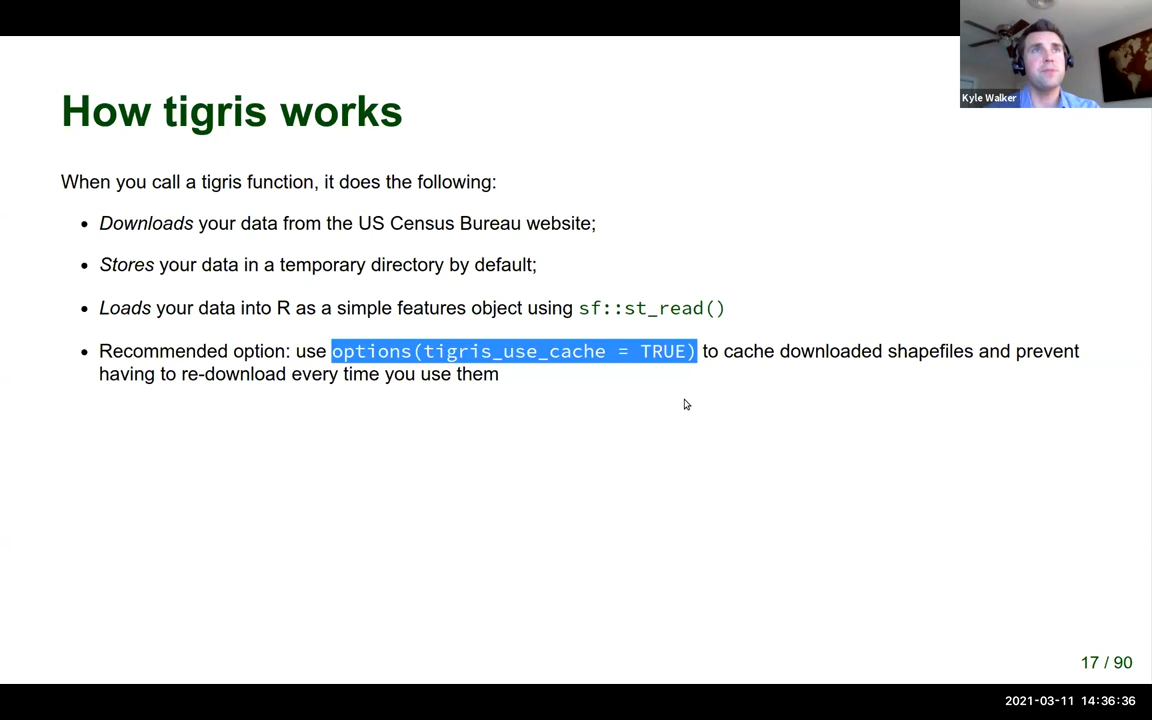 Kyle Walker
How tigris works
When you call a tigris function, it does the following:
• Downloads your data from the US Census Bureau website;
• Stores your data in a temporary directory by default;
• Loads your data into R as a simple features object using sf::st_read()
• Recommended option: use options(tigris_use_cache = TRUE) to cache downloaded shapefiles and prevent
having to re-download every time you use them
17 / 90
2021-03-11 14:36:36